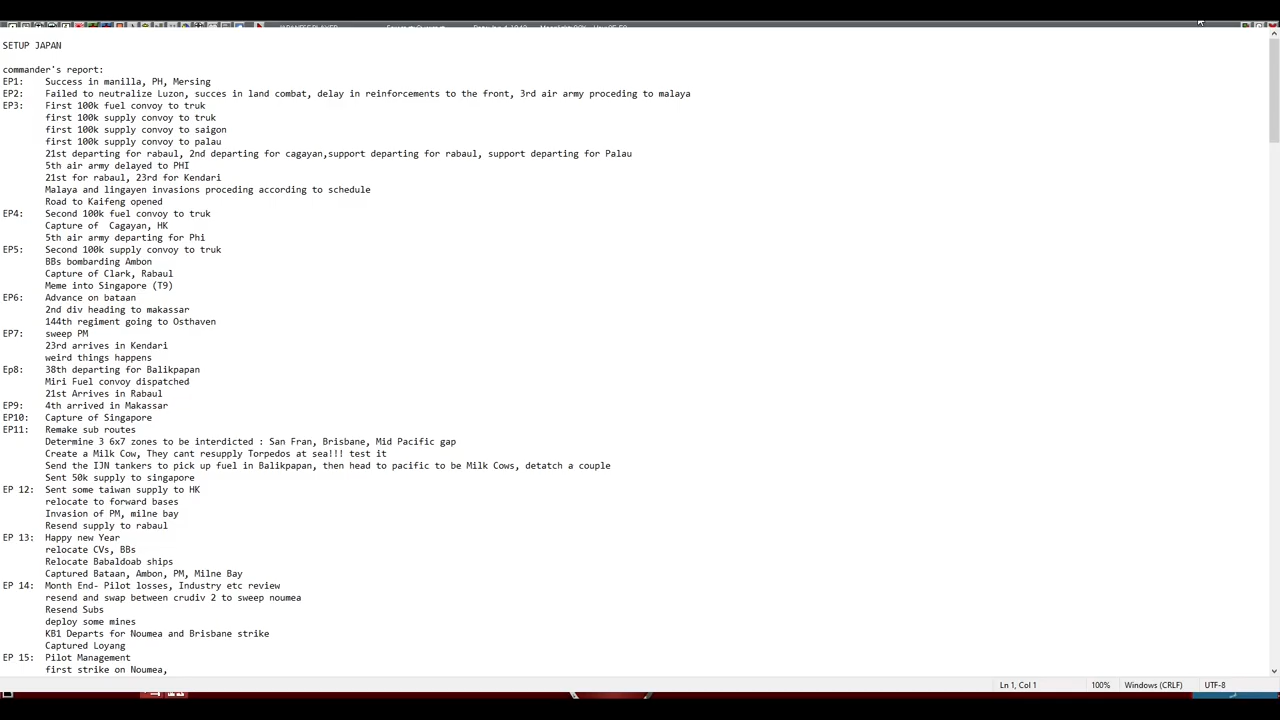 SETUP JAPAN
commander's report:
EP1: Success in manilla, PH, Mersing
EP2: Failed to neutralize Luzon, succes in land combat, delay in reinforcements to the front, 3rd air army proceding to malaya
EP3: First 100k fuel convoy to truk
first 100k supply convoy to truk
first 100k supply convoy to saigon
first 100k supply convoy to palau
21st departing for rabaul, 2nd departing for cagayan,support departing for rabaul, support departing for Palau
5th air army delayed to PHI
21st for rabaul, 23rd for Kendari
Malaya and lingayen invasions proceding according to schedule
Road to Kaifeng opened
EP4: Second 100k fuel convoy to truk
Capture of  Cagayan, HK
5th air army departing for Phi
EP5: Second 100k supply convoy to truk
BBs bombarding Ambon
Capture of Clark, Rabaul
Meme into Singapore (T9)
EP6: Advance on bataan
2nd div heading to makassar
144th regiment going to Osthaven
EP7: sweep PM
23rd arrives in Kendari
weird things happens
Ep8: 38th departing for Balikpapan
Miri Fuel convoy dispatched
21st Arrives in Rabaul
EP9: 4th arrived in Makassar
EP10: Capture of Singapore
EP11: Remake sub routes
Determine 3 6x7 zones to be interdicted : San Fran, Brisbane, Mid Pacific gap
Create a Milk Cow, They cant resupply Torpedos at sea!!! test it
Send the IJN tankers to pick up fuel in Balikpapan, then head to pacific to be Milk Cows, detatch a couple
Sent 50k supply to singapore
EP 12: Sent some taiwan supply to HK
relocate to forward bases
Invasion of PM, milne bay
Resend supply to rabaul
EP 13: Happy new Year
relocate CVs, BBs
Relocate Babaldoab ships
Captured Bataan, Ambon, PM, Milne Bay
EP 14: Month End- Pilot losses, Industry etc review
resend and swap between crudiv 2 to sweep noumea
Resend Subs
deploy some mines
KB1 Departs for Noumea and Brisbane strike
Captured Loyang
EP 15: Pilot Management
first strike on Noumea,
Ln 1, Col 1 100% Windows (CRLF) UTF-8